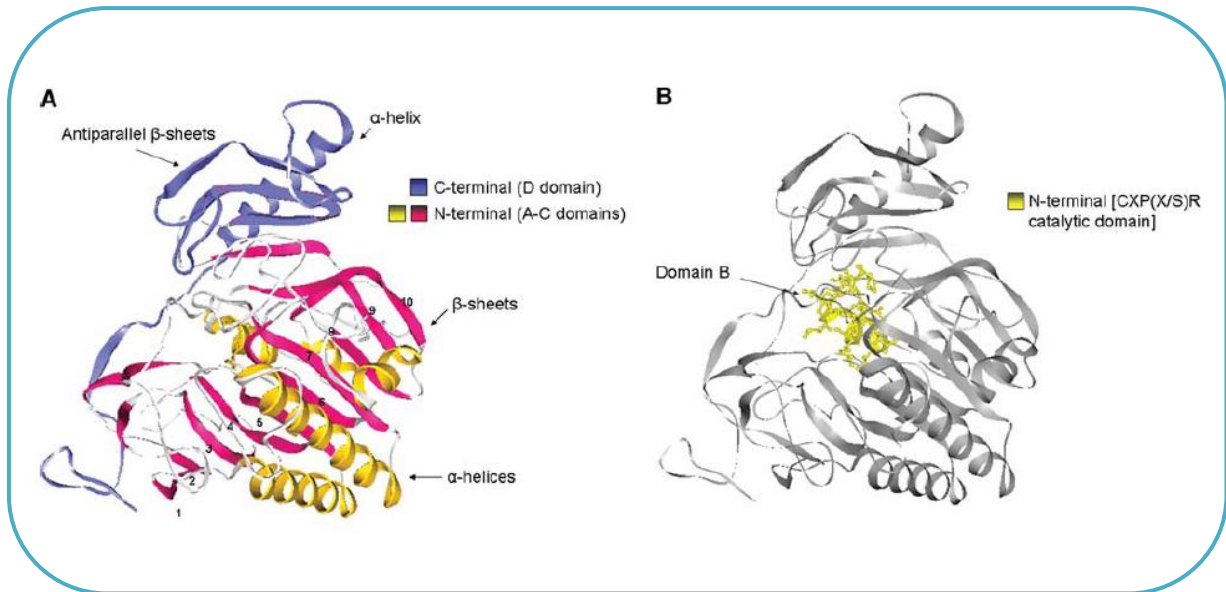 A
Antiparallel β-sheets
α-helix
C-terminal (D domain)
N-terminal (A-C domains)
10
9
8
β-sheets
7
6
5
4
3
2
1
α-helices
B
N-terminal [CXP(X/S)R
catalytic domain]
Domain B